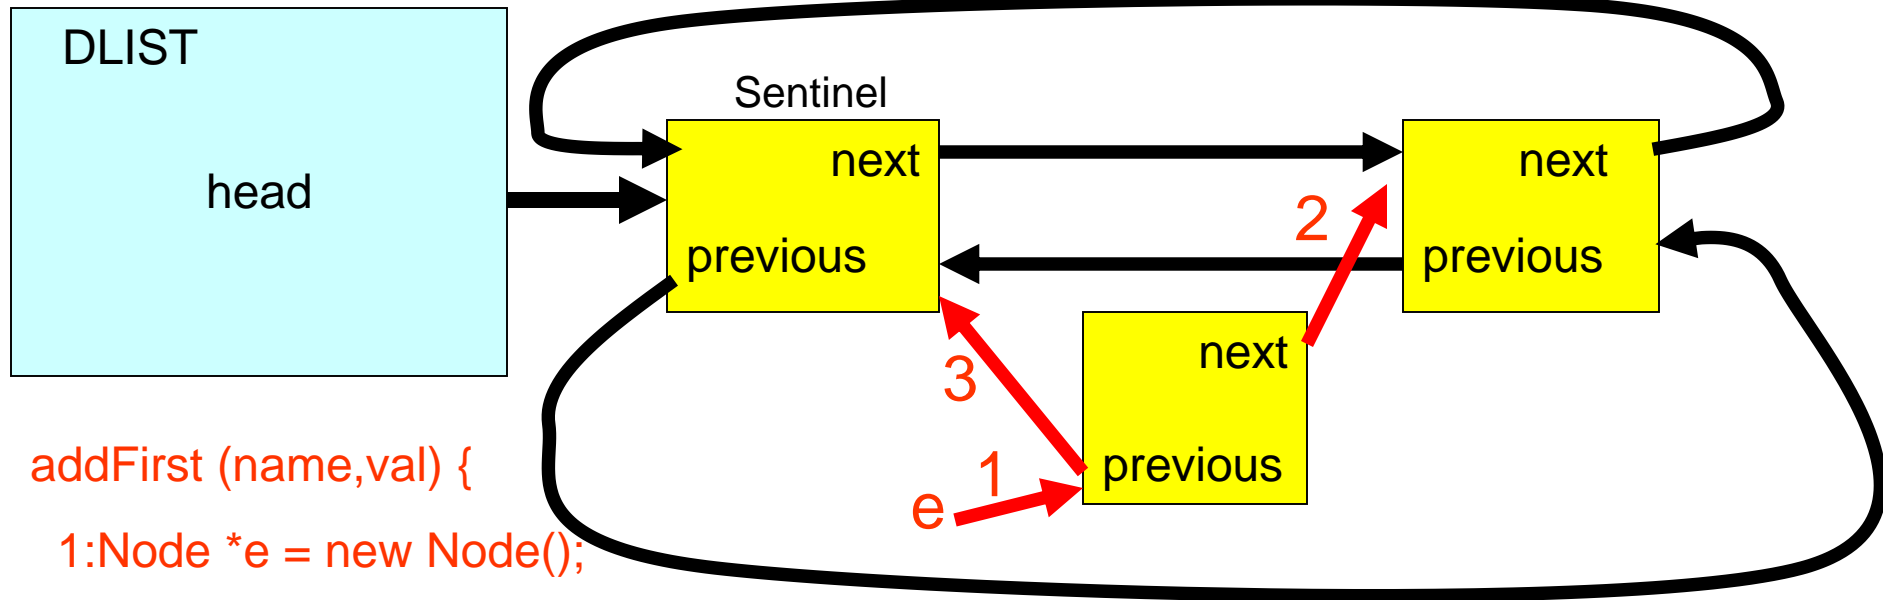 DLIST
head
Sentinel
next
previous
next
previous
2
next
previous
3
1
e
addFirst (name,val) {
1:Node *e = new Node();